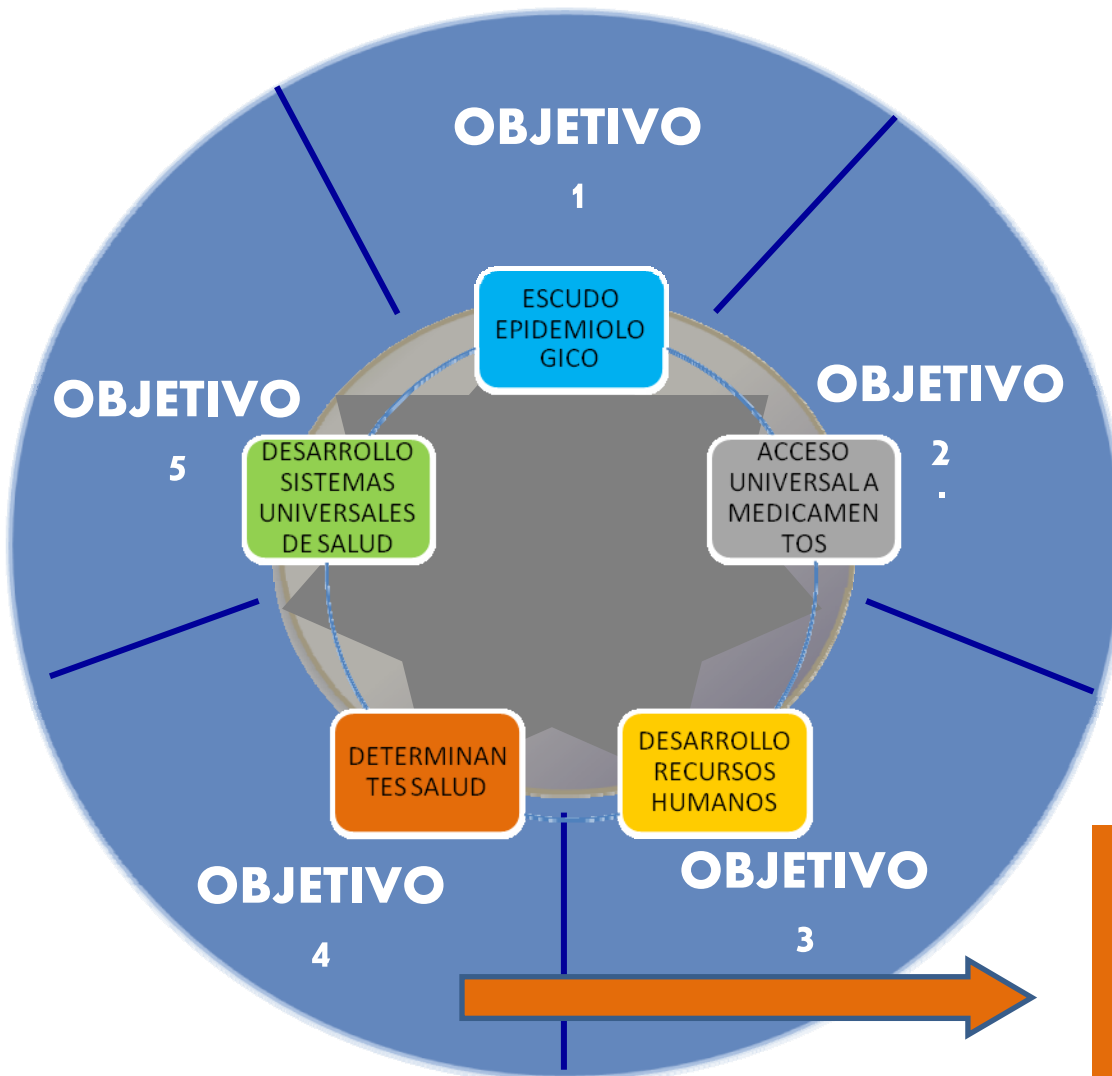 OBJETIVO
1
ESCUDO
EPIDEMIOLO
GICO
OBJETIVO
2
.
ACCESO
UNIVERSAL A
MEDICAMEN
TOS
OBJETIVO
5
DESARROLLO
SISTEMAS
UNIVERSALES
DE SALUD
DETERMINAN
TES SALUD
DESARROLLO
RECURSOS
HUMANOS
OBJETIVO
4
OBJETIVO
3